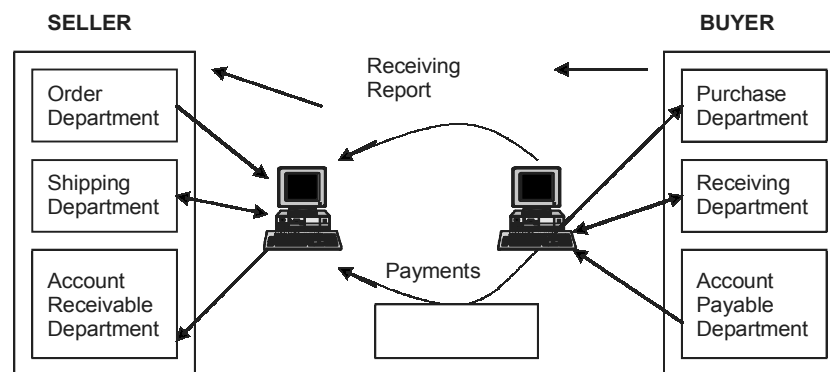 SELLER
BUYER
Receiving
Report
Order
Department
Purchase
Department
Shipping
Department
Receiving
Department
Payments
Account
Receivable
Department
Account
Payable
Department